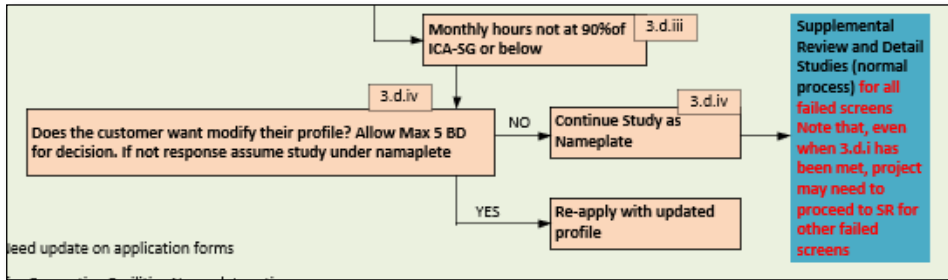 Monthly hours not at 90%of
ICA-SG or below
3.d.iii
3.d.iv
Does the customer want modify their profile? Allow Max 5 BD
for decision. If not response assume study under namaplete
NO
3.d.iv
Continue Study as
Nameplate
YES
Re-apply with updated
profile
Supplemental
Review and Detail
Studies (normal
process) for all
failed screens
Note that, even
when 3.d.i has
been met, project
may need to
proceed to SR for
other failed
screens
eed update on application forms